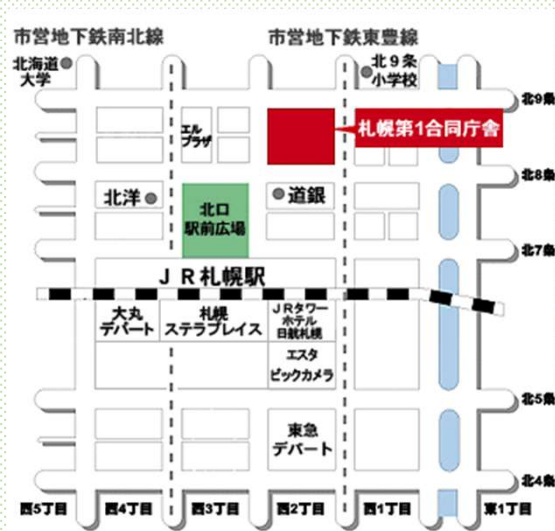 市営地下鉄南北線
市営地下鉄東豊線
北海道
大学
北9条
小学校
北9条
エル
プラザ
札幌第1合同庁舎
北8条
北洋
北口
駅前広場
道銀
北7条
JR札幌駅
大丸
デパート
札幌
ステラプレイス
JRタワー
ホテル
日航札幌
エスタ
ビックカメラ
北5条
東急
デパート
北4条
西5丁目
西4丁目
西3丁目
西2丁目
西1丁目
東1丁目